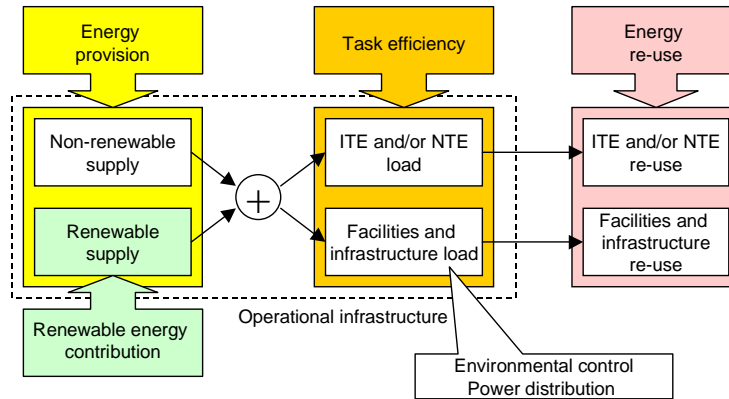 Energy
provision
Task efficiency
Energy
re-use
Non-renewable
supply
ITE and/or NTE
load
ITE and/or NTE
re-use
+
Renewable
supply
Facilities and
infrastructure load
Facilities and
infrastructure
re-use
Renewable energy
contribution
Operational infrastructure
Environmental control
Power distribution